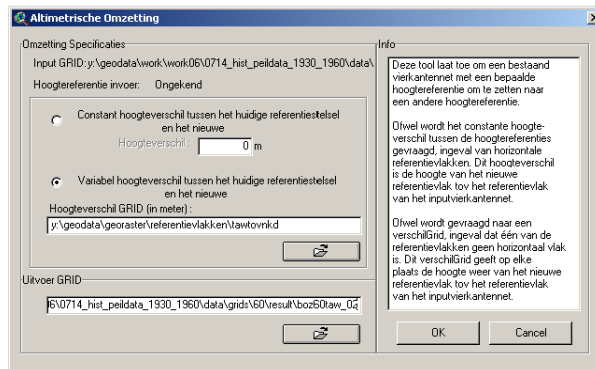 Altimetrische Omzetting
Omzetting Specificaties
Input GRID: y:\geodata\work\work06\0714_hist_peildata_1930_1960\data\
Hoogtereferentie invoer: Ongekend
Constant hoogteverschil tussen het huidige referentiestelsel
en het nieuwe
Hoogteverschil: 0 m
Variabel hoogteverschil tussen het huidige referentiestelsel
en het nieuwe
Hoogteverschil GRID (in meter) :
y:\geodata\georaster\referentievlakken\tawtovnkd
Uitvoer GRID
06\0714_hist_peildata_1930_1960\data\grids\60\result\boz60taw_02
Info
Deze tool laat toe om een bestaand
vierkantennet met een bepaalde
hoogtereferentie om te zetten naar
een andere hoogtereferentie.
Ofwel wordt het constante hoogte-
verschil tussen de hoogtereferenties
gevraagd, ingeval van horizontale
referentievlakken. Dit hoogteverschil
is de hoogte van het nieuwe
referentievlak tov het referentievlak
van het inputvierkantennet.
Ofwel wordt gevraagd naar een
verschilGrid, ingeval dat één van de
referentievlakken geen horizontaal vlak
is. Dit verschilGrid geeft op elke
plaats de hoogte weer van het nieuwe
referentievlak tov het referentievlak
van het inputvierkantennet.
OK
Cancel